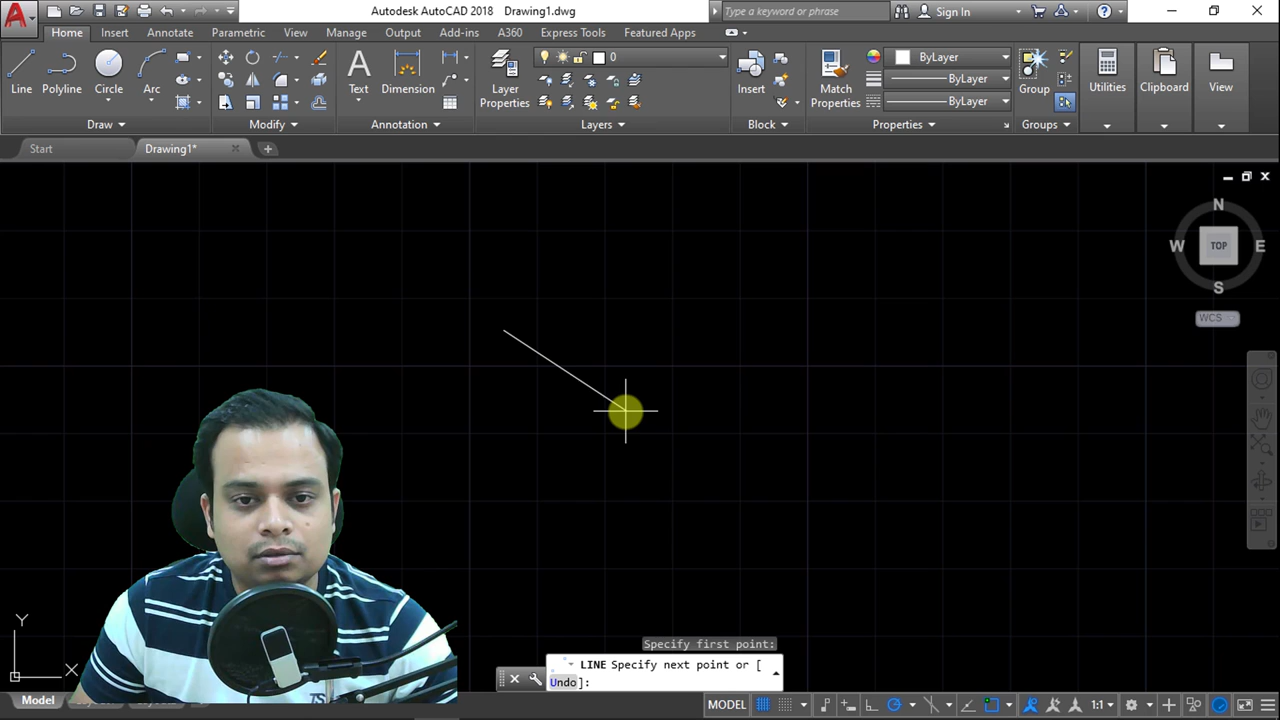 Autodesk AutoCAD 2018 Drawing1.dwg
Type a keyword or phrase
Sign In
Home Insert Annotate Parametric View Manage Output Add-ins A360 Express Tools Featured Apps
Line Polyline Circle Arc
Text Dimension
Layer
Properties
0
Insert
Match
Properties
ByLayer
ByLayer
ByLayer
Group
Utilities
Clipboard
View
Draw Modify Annotation Layers Block Properties Groups
Start Drawing1*
N
W TOP E
S
WCS
Y
X
Specify first point:
LINE Specify next point or [
Undo]:
Model
MODEL 1:1